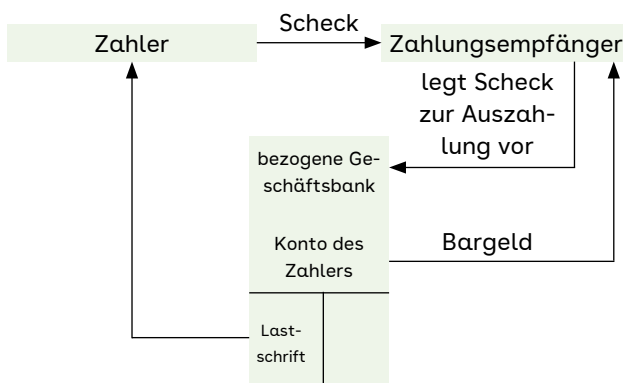 Scheck
Zahler
Zahlungsempfänger
legt Scheck
zur Auszah-
lung vor
bezogene Ge-
schäftsbank
Konto des
Zahlers
Bargeld
Last-
schrift